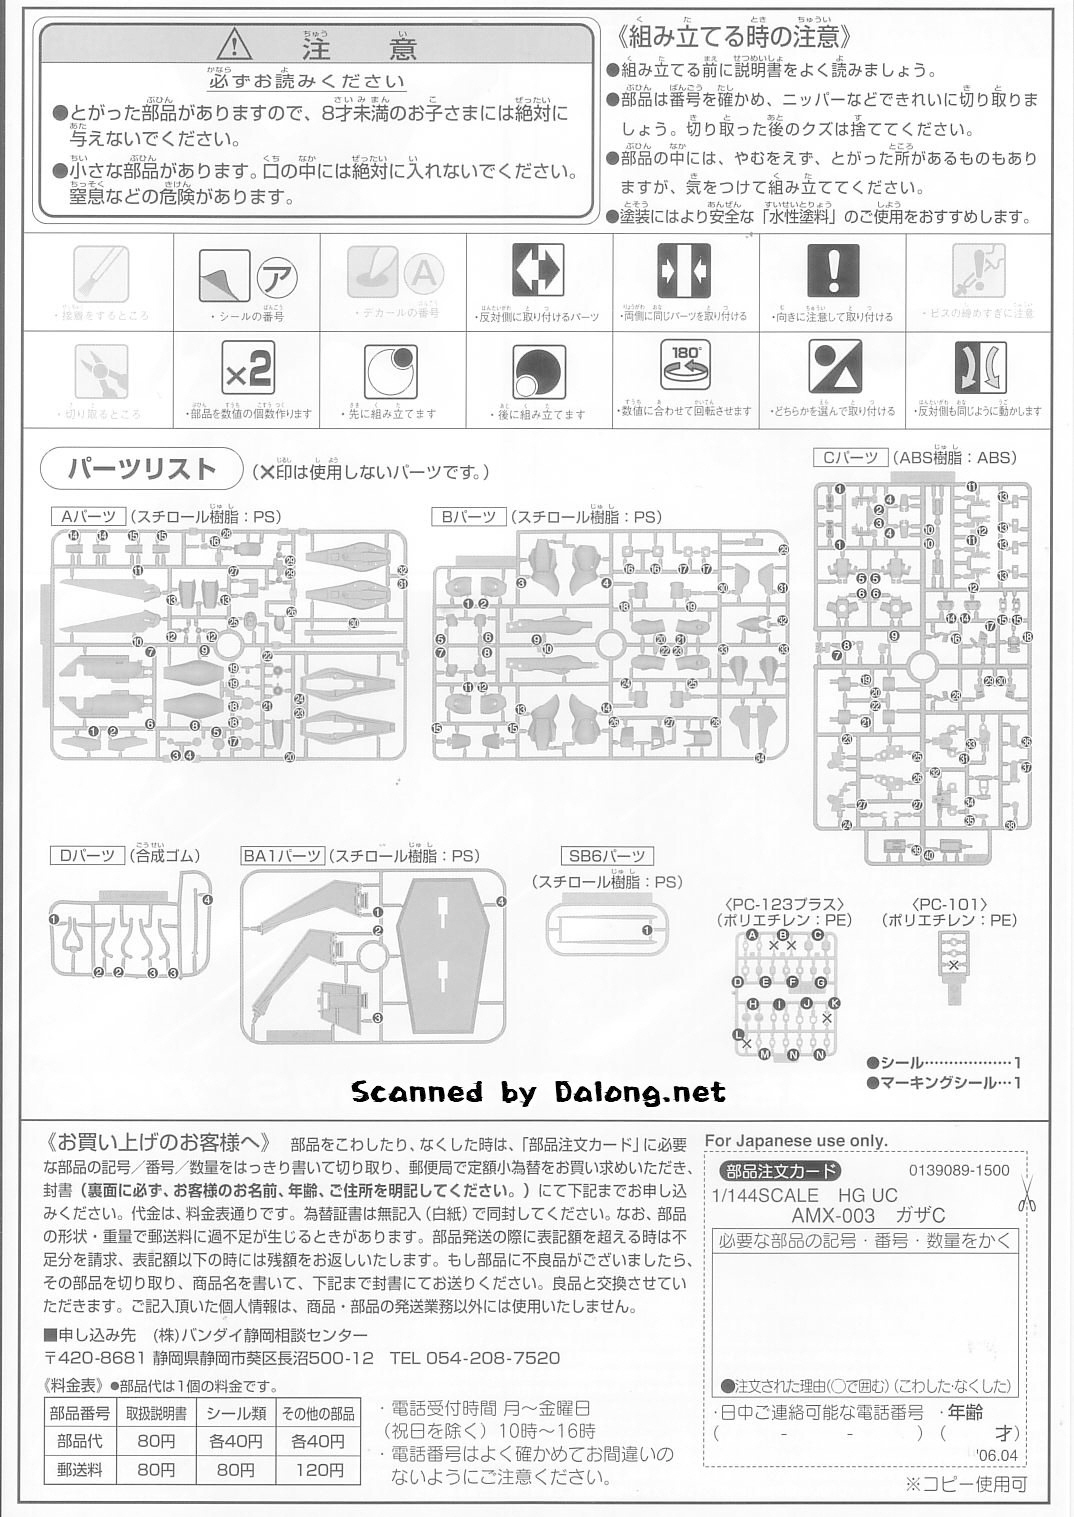 注意
必ずお読みください
●とがった部品がありますので、8才未満のお子さまには絶対に
与えないでください。
●小さな部品があります。口の中には絶対に入れないでください。
窒息などの危険があります。
《組み立てる時の注意》
●組み立てる前に説明書をよく読みましょう。
●部品は番号を確かめ、ニッパーなどできれいに切り取りま
しょう。切り取った後のクズは捨ててください。
●部品の中には、やむをえず、とがった所があるものもあり
ますが、気をつけて組み立ててください。
●塗装にはより安全な「水性塗料」のご使用をおすすめします。
・接着をするところ
ア
・シールの番号
A
・デカールの番号
・反対側に取り付けるパーツ
・両側に同じパーツを取り付ける
・向きに注意して取り付ける
・ビスの締めすぎに注意
・切り取るところ
×2
・部品を数値の個数作ります
・先に組み立てます
・後に組み立てます
180°
・数値に合わせて回転させます
・どちらかを選んで取り付ける
・反対側も同じように動かします
パーツリスト (×印は使用しないパーツです。)
Aパーツ (スチロール樹脂：PS)
Bパーツ (スチロール樹脂：PS)
Cパーツ (ABS樹脂：ABS)
Dパーツ (合成ゴム)
BA1パーツ (スチロール樹脂：PS)
SB6パーツ
(スチロール樹脂：PS)
〈PC-123プラス〉
(ポリエチレン：PE)
〈PC-101〉
(ポリエチレン：PE)
●シール………………1
●マーキングシール…1
Scanned by Dalong.net
《お買い上げのお客様へ》 部品をこわしたり、なくした時は、「部品注文カード」に必要
な部品の記号／番号／数量をはっきり書いて切り取り、郵便局で定額小為替をお買い求めいただき、
封書(裏面に必ず、お客様のお名前、年齢、ご住所を明記してください。)にて下記までお申し込
みください。代金は、料金表通りです。為替証書は無記入(白紙)で同封してください。なお、部品
の形状・重量で郵送料に過不足が生じるときがあります。部品発送の際に表記額を超える時は不
足分を請求、表記額以下の時には残額をお返しいたします。もし部品に不良品がございましたら、
その部品を切り取り、商品名を書いて、下記まで封書にてお送りください。良品と交換させてい
ただきます。ご記入頂いた個人情報は、商品・部品の発送業務以外には使用いたしません。
■申し込み先 (株)バンダイ静岡相談センター
〒420-8681 静岡県静岡市葵区長沼500-12 TEL 054-208-7520
《料金表》 ●部品代は1個の料金です。
部品番号 取扱説明書 シール類 その他の部品
部品代 80円 各40円 各40円
郵送料 80円 80円 120円
・電話受付時間 月～金曜日
(祝日を除く) 10時～16時
・電話番号はよく確かめてお間違いの
ないようにご注意ください。
For Japanese use only.
部品注文カード 0139089-1500
1/144SCALE HG UC
AMX-003 ガザC
必要な部品の記号・番号・数量をかく
●注文された理由(○で囲む) (こわした・なくした)
・日中ご連絡可能な電話番号 ・年齢
( - - ) ( 才)
'06.04
※コピー使用可